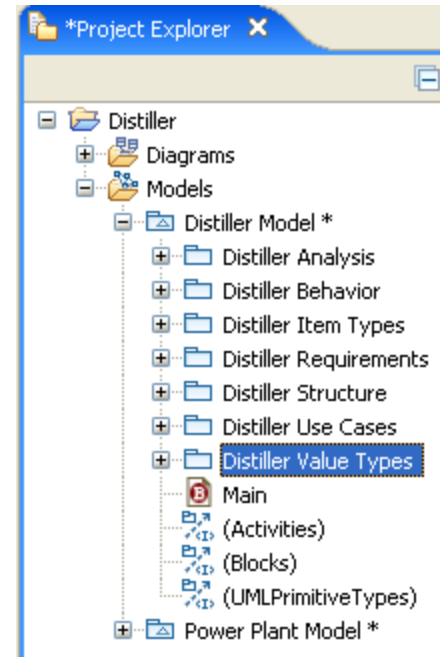 *Project Explorer
Distiller
Diagrams
Models
Distiller Model *
Distiller Analysis
Distiller Behavior
Distiller Item Types
Distiller Requirements
Distiller Structure
Distiller Use Cases
Distiller Value Types
Main
(Activities)
(Blocks)
(UMLPrimitiveTypes)
Power Plant Model *